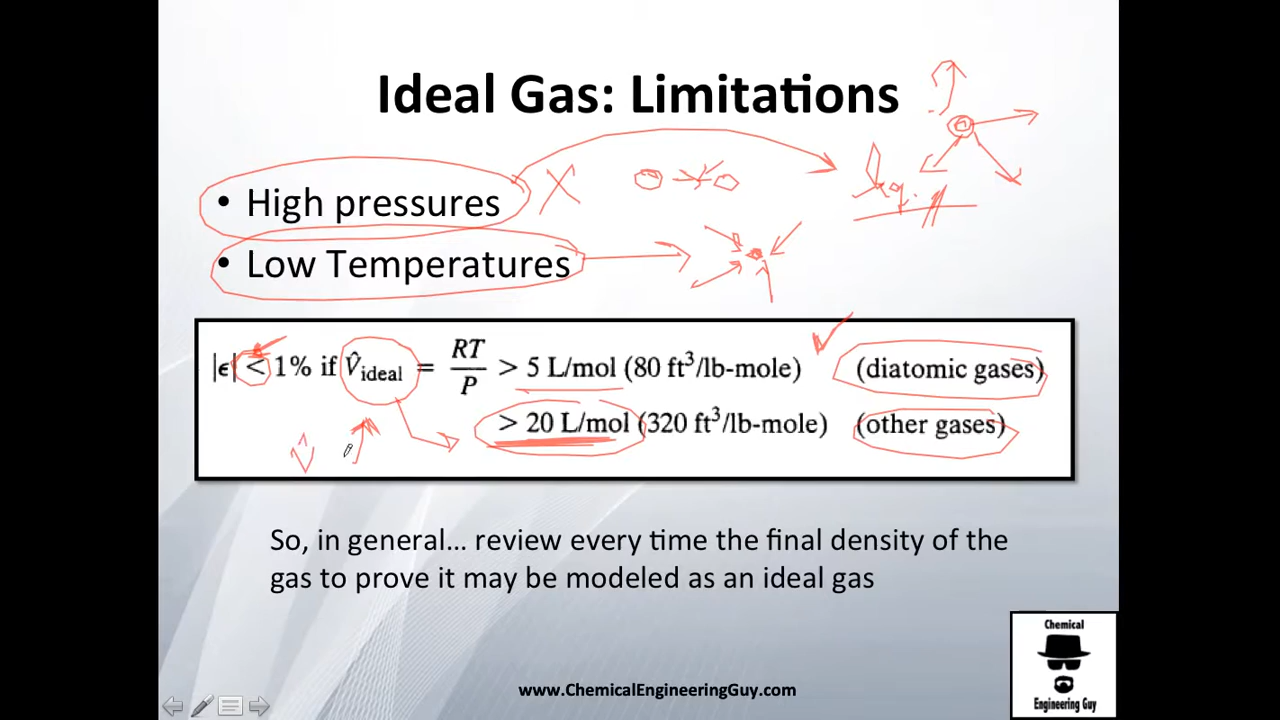 Ideal Gas: Limitations
• High pressures
liq.
• Low Temperatures
|ϵ| < 1% if V̂ideal = RT/P > 5 L/mol (80 ft³/lb-mole) (diatomic gases)
> 20 L/mol (320 ft³/lb-mole) (other gases)
V̂
So, in general... review every time the final density of the
gas to prove it may be modeled as an ideal gas
Chemical
Engineering Guy
www.ChemicalEngineeringGuy.com